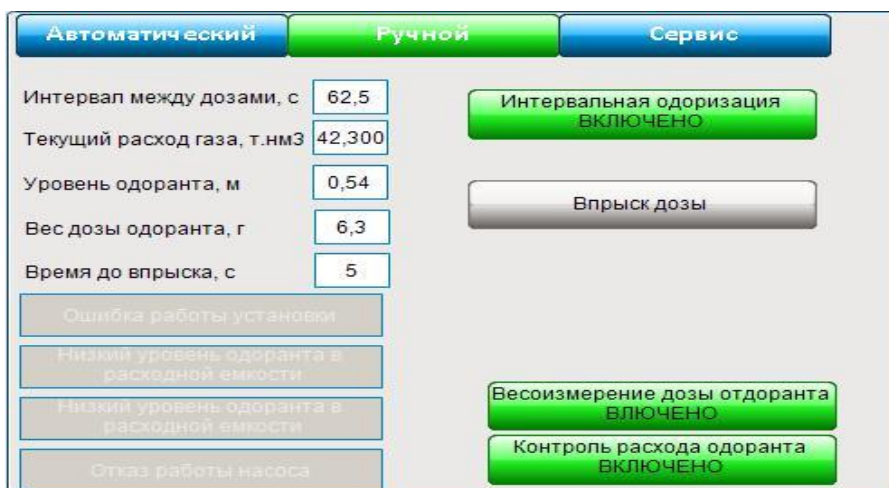 Автоматический
Ручной
Сервис
Интервал между дозами, с
62,5
Текущий расход газа, т.нм3
42,300
Уровень одоранта, м
0,54
Вес дозы одоранта, г
6,3
Время до впрыска, с
5
Ошибка работы установки
Низкий уровень одоранта в
расходной емкости
Низкий уровень одоранта в
расходной емкости
Отказ работы насоса
Интервальная одоризация
ВКЛЮЧЕНО
Впрыск дозы
Весоизмерение дозы отдоранта
ВЛЮЧЕНО
Контроль расхода одоранта
ВКЛЮЧЕНО